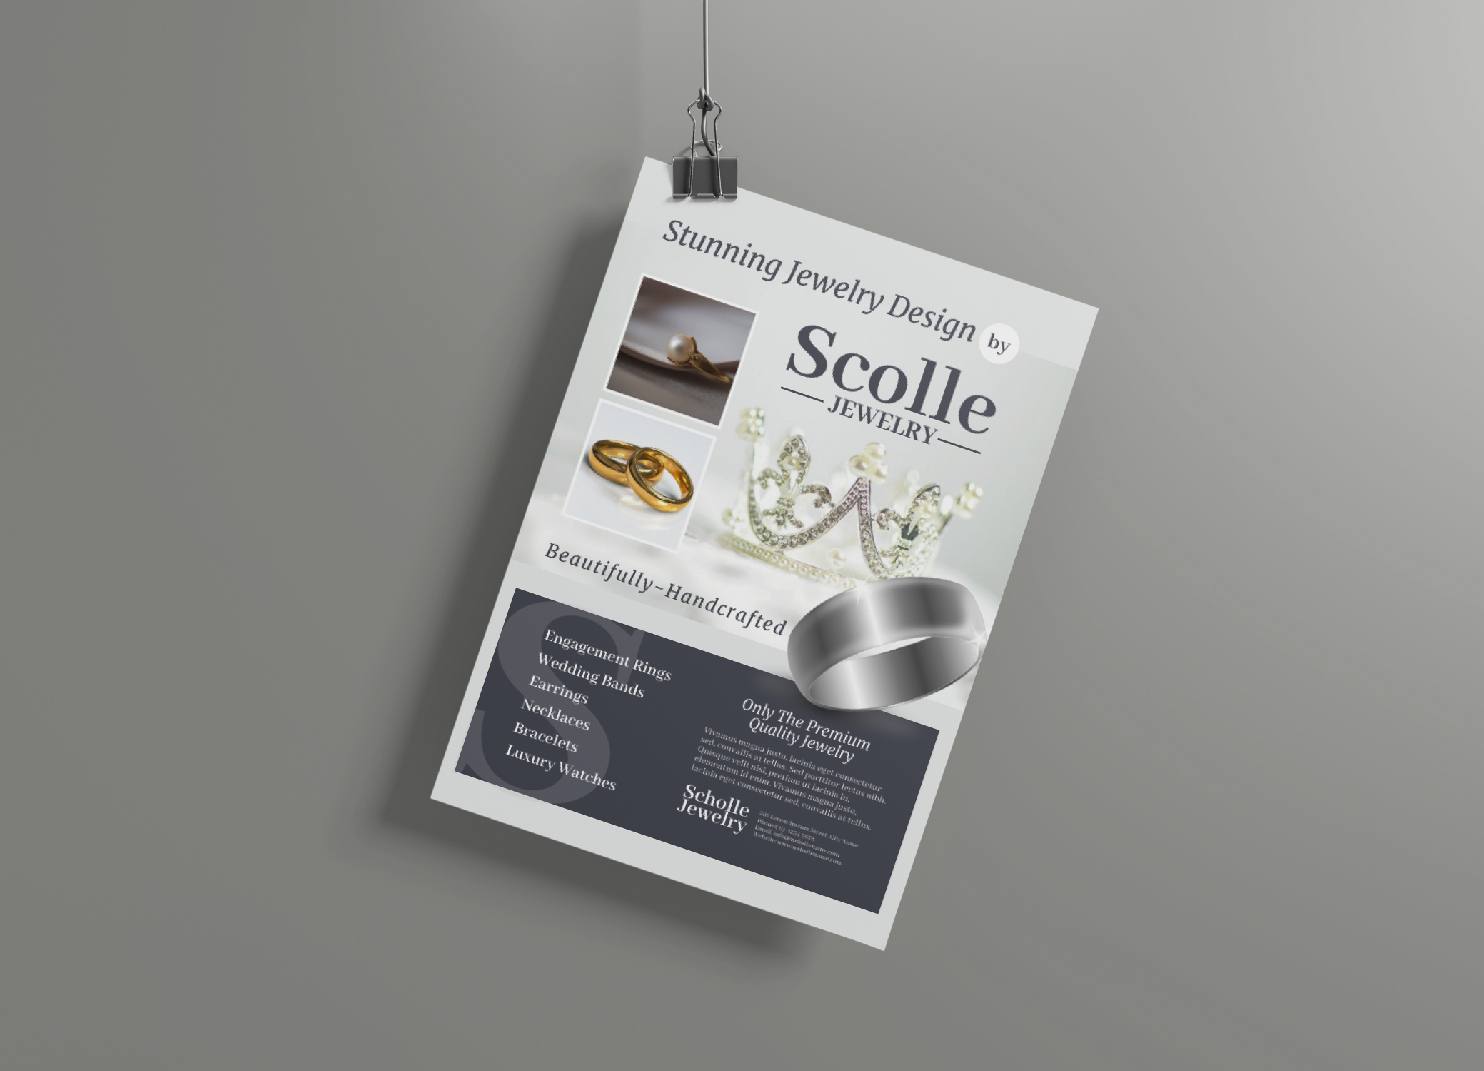 Stunning Jewelry Design by
Scolle
JEWELRY
Beautifully-Handcrafted
S
Engagement Rings
Wedding Bands
Earrings
Necklaces
Bracelets
Luxury Watches
Only The Premium
Quality Jewelry
Vivamus magna justo, lacinia eget consectetur
sed, convallis at tellus. Sed porttitor lectus nibh.
Quisque velit nisi, pretium ut lacinia in,
elementum id enim. Vivamus magna justo,
lacinia eget consectetur sed, convallis at tellus.
Scholle
Jewelry